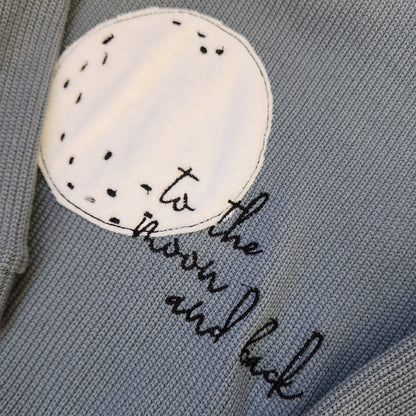 to the
moon
and back